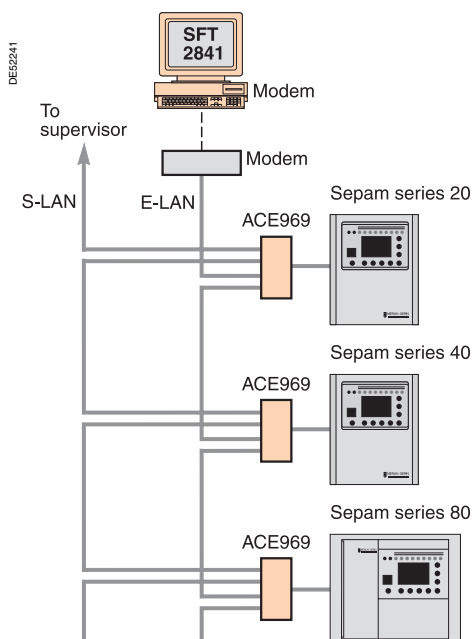 DE52241
SFT
2841
Modem
To
supervisor
Modem
S-LAN
E-LAN
Sepam series 20
ACE969
Sepam series 40
ACE969
Sepam series 80
ACE969